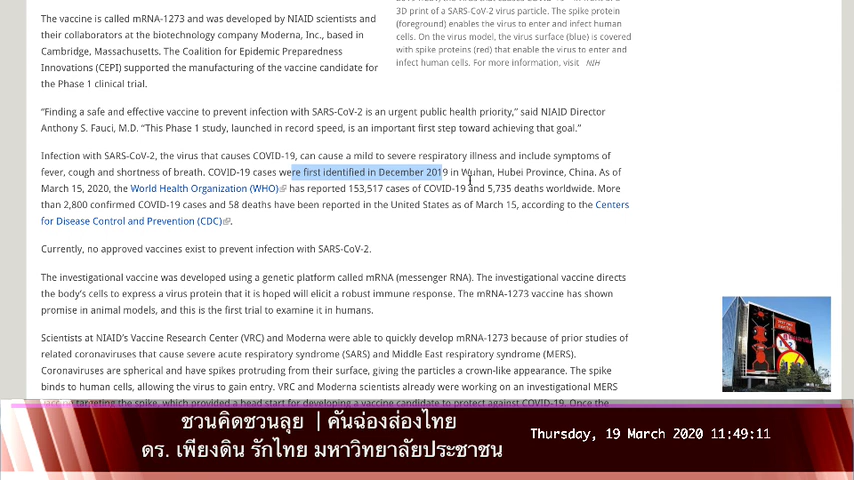 The vaccine is called mRNA-1273 and was developed by NIAID scientists and
their collaborators at the biotechnology company Moderna, Inc., based in
Cambridge, Massachusetts. The Coalition for Epidemic Preparedness
Innovations (CEPI) supported the manufacturing of the vaccine candidate for
the Phase 1 clinical trial.
3D print of a SARS-CoV-2 virus particle. The spike protein
(foreground) enables the virus to enter and infect human
cells. On the virus model, the virus surface (blue) is covered
with spike proteins (red) that enable the virus to enter and
infect human cells. For more information, visit NIH
“Finding a safe and effective vaccine to prevent infection with SARS-CoV-2 is an urgent public health priority,” said NIAID Director
Anthony S. Fauci, M.D. “This Phase 1 study, launched in record speed, is an important first step toward achieving that goal.”
Infection with SARS-CoV-2, the virus that causes COVID-19, can cause a mild to severe respiratory illness and include symptoms of
fever, cough and shortness of breath. COVID-19 cases were first identified in December 2019 in Wuhan, Hubei Province, China. As of
March 15, 2020, the World Health Organization (WHO) has reported 153,517 cases of COVID-19 and 5,735 deaths worldwide. More
than 2,800 confirmed COVID-19 cases and 58 deaths have been reported in the United States as of March 15, according to the Centers
for Disease Control and Prevention (CDC).
Currently, no approved vaccines exist to prevent infection with SARS-CoV-2.
The investigational vaccine was developed using a genetic platform called mRNA (messenger RNA). The investigational vaccine directs
the body’s cells to express a virus protein that it is hoped will elicit a robust immune response. The mRNA-1273 vaccine has shown
promise in animal models, and this is the first trial to examine it in humans.
Scientists at NIAID’s Vaccine Research Center (VRC) and Moderna were able to quickly develop mRNA-1273 because of prior studies of
related coronaviruses that cause severe acute respiratory syndrome (SARS) and Middle East respiratory syndrome (MERS).
Coronaviruses are spherical and have spikes protruding from their surface, giving the particles a crown-like appearance. The spike
binds to human cells, allowing the virus to gain entry. VRC and Moderna scientists already were working on an investigational MERS
vaccine targeting the spike, which provided a head start for developing a vaccine candidate to protect against COVID-19. Once the
ชวนคิดชวนลุย | คันฉ่องส่องไทย
ดร. เพียงดิน รักไทย มหาวิทยาลัยประชาชน
Thursday, 19 March 2020 11:49:11